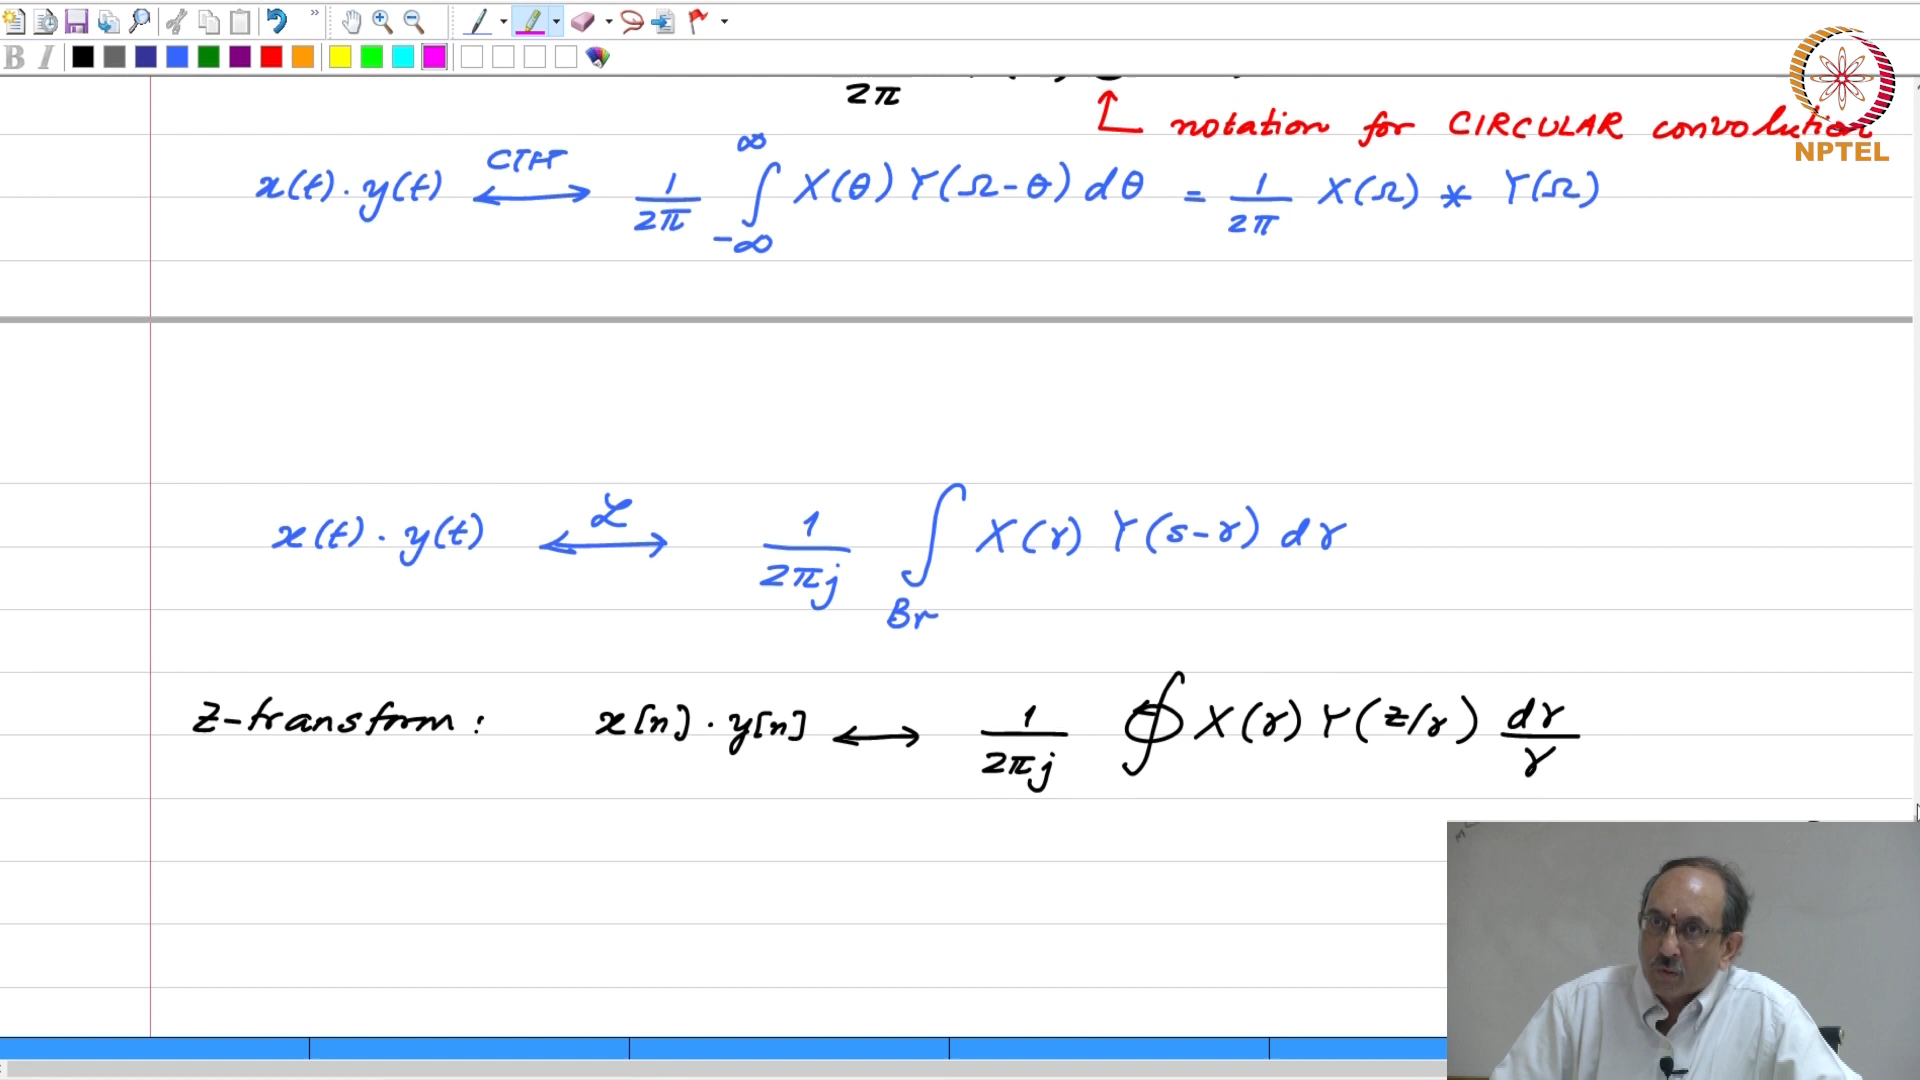 B I
2π
notation for CIRCULAR convolution
NPTEL
x(t) · y(t) CTFT ⟷ 1/2π ∫_{-∞}^{∞} X(θ) Y(Ω-θ) dθ = 1/2π X(Ω) * Y(Ω)
x(t) · y(t) ℒ ⟷ 1/2πj ∫_{Br} X(γ) Y(s-γ) dγ
Z-transform : x[n] · y[n] ⟷ 1/2πj ∮ X(γ) Y(z/γ) dγ/γ